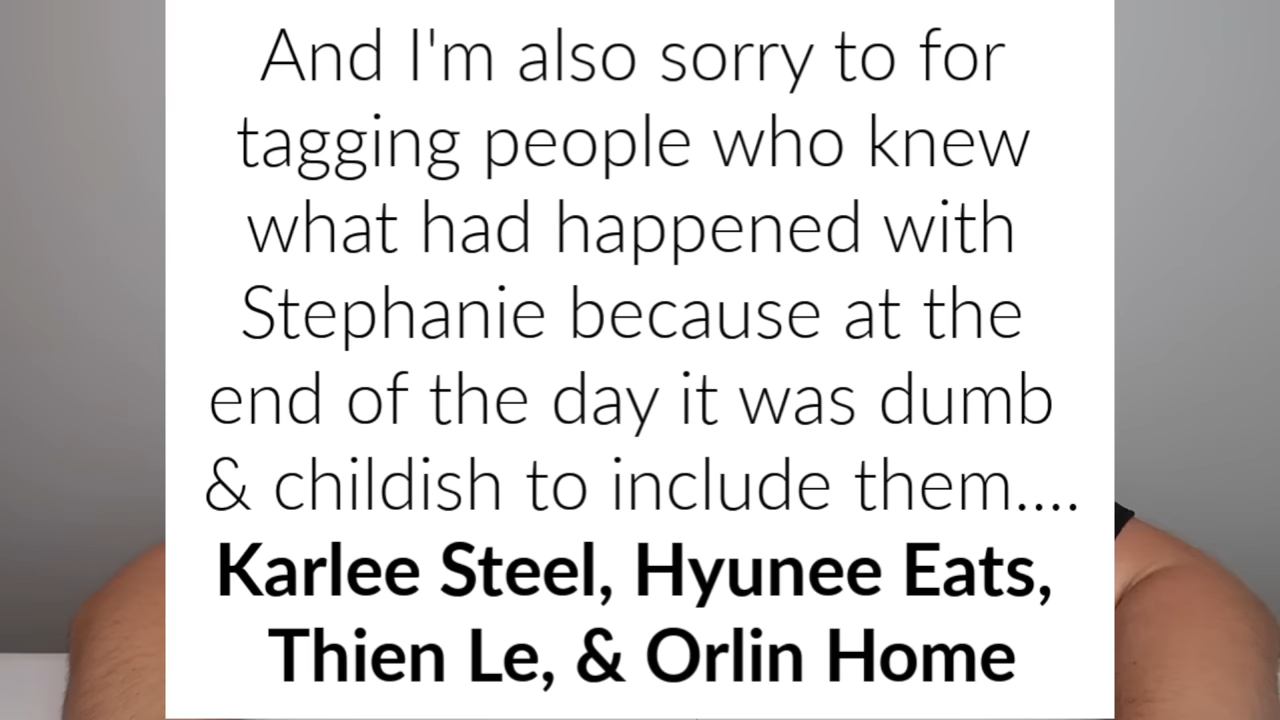 And I'm also sorry to for
tagging people who knew
what had happened with
Stephanie because at the
end of the day it was dumb
& childish to include them....
Karlee Steel, Hyunee Eats,
Thien Le, & Orlin Home